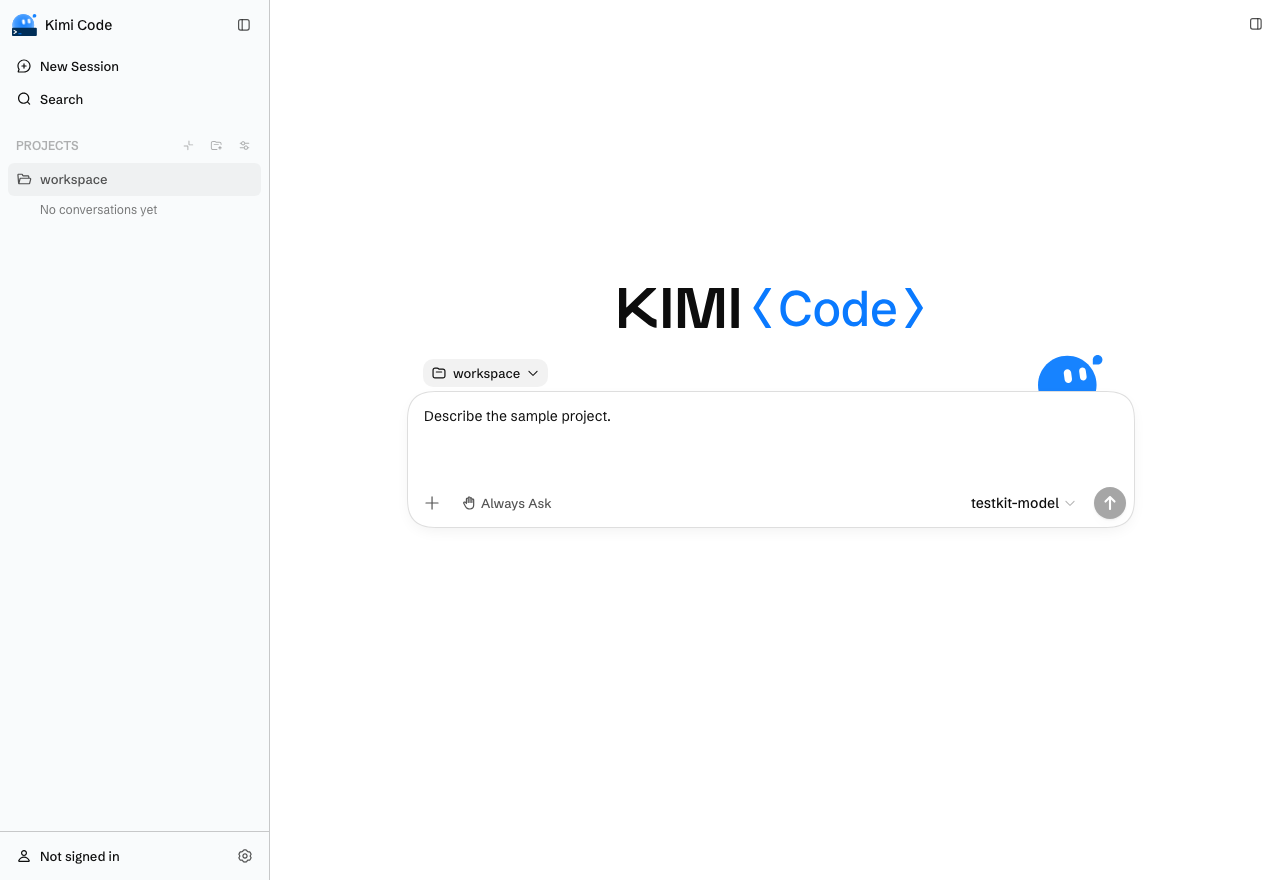 Kimi Code
New Session
Search
PROJECTS
workspace
No conversations yet
KIMI〈Code〉
workspace
Describe the sample project.
Always Ask
testkit-model
Not signed in